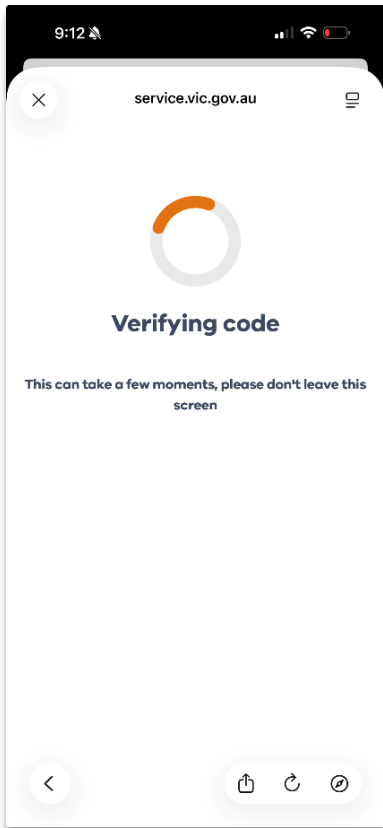 9:12
service.vic.gov.au
Verifying code
This can take a few moments, please don't leave this
screen